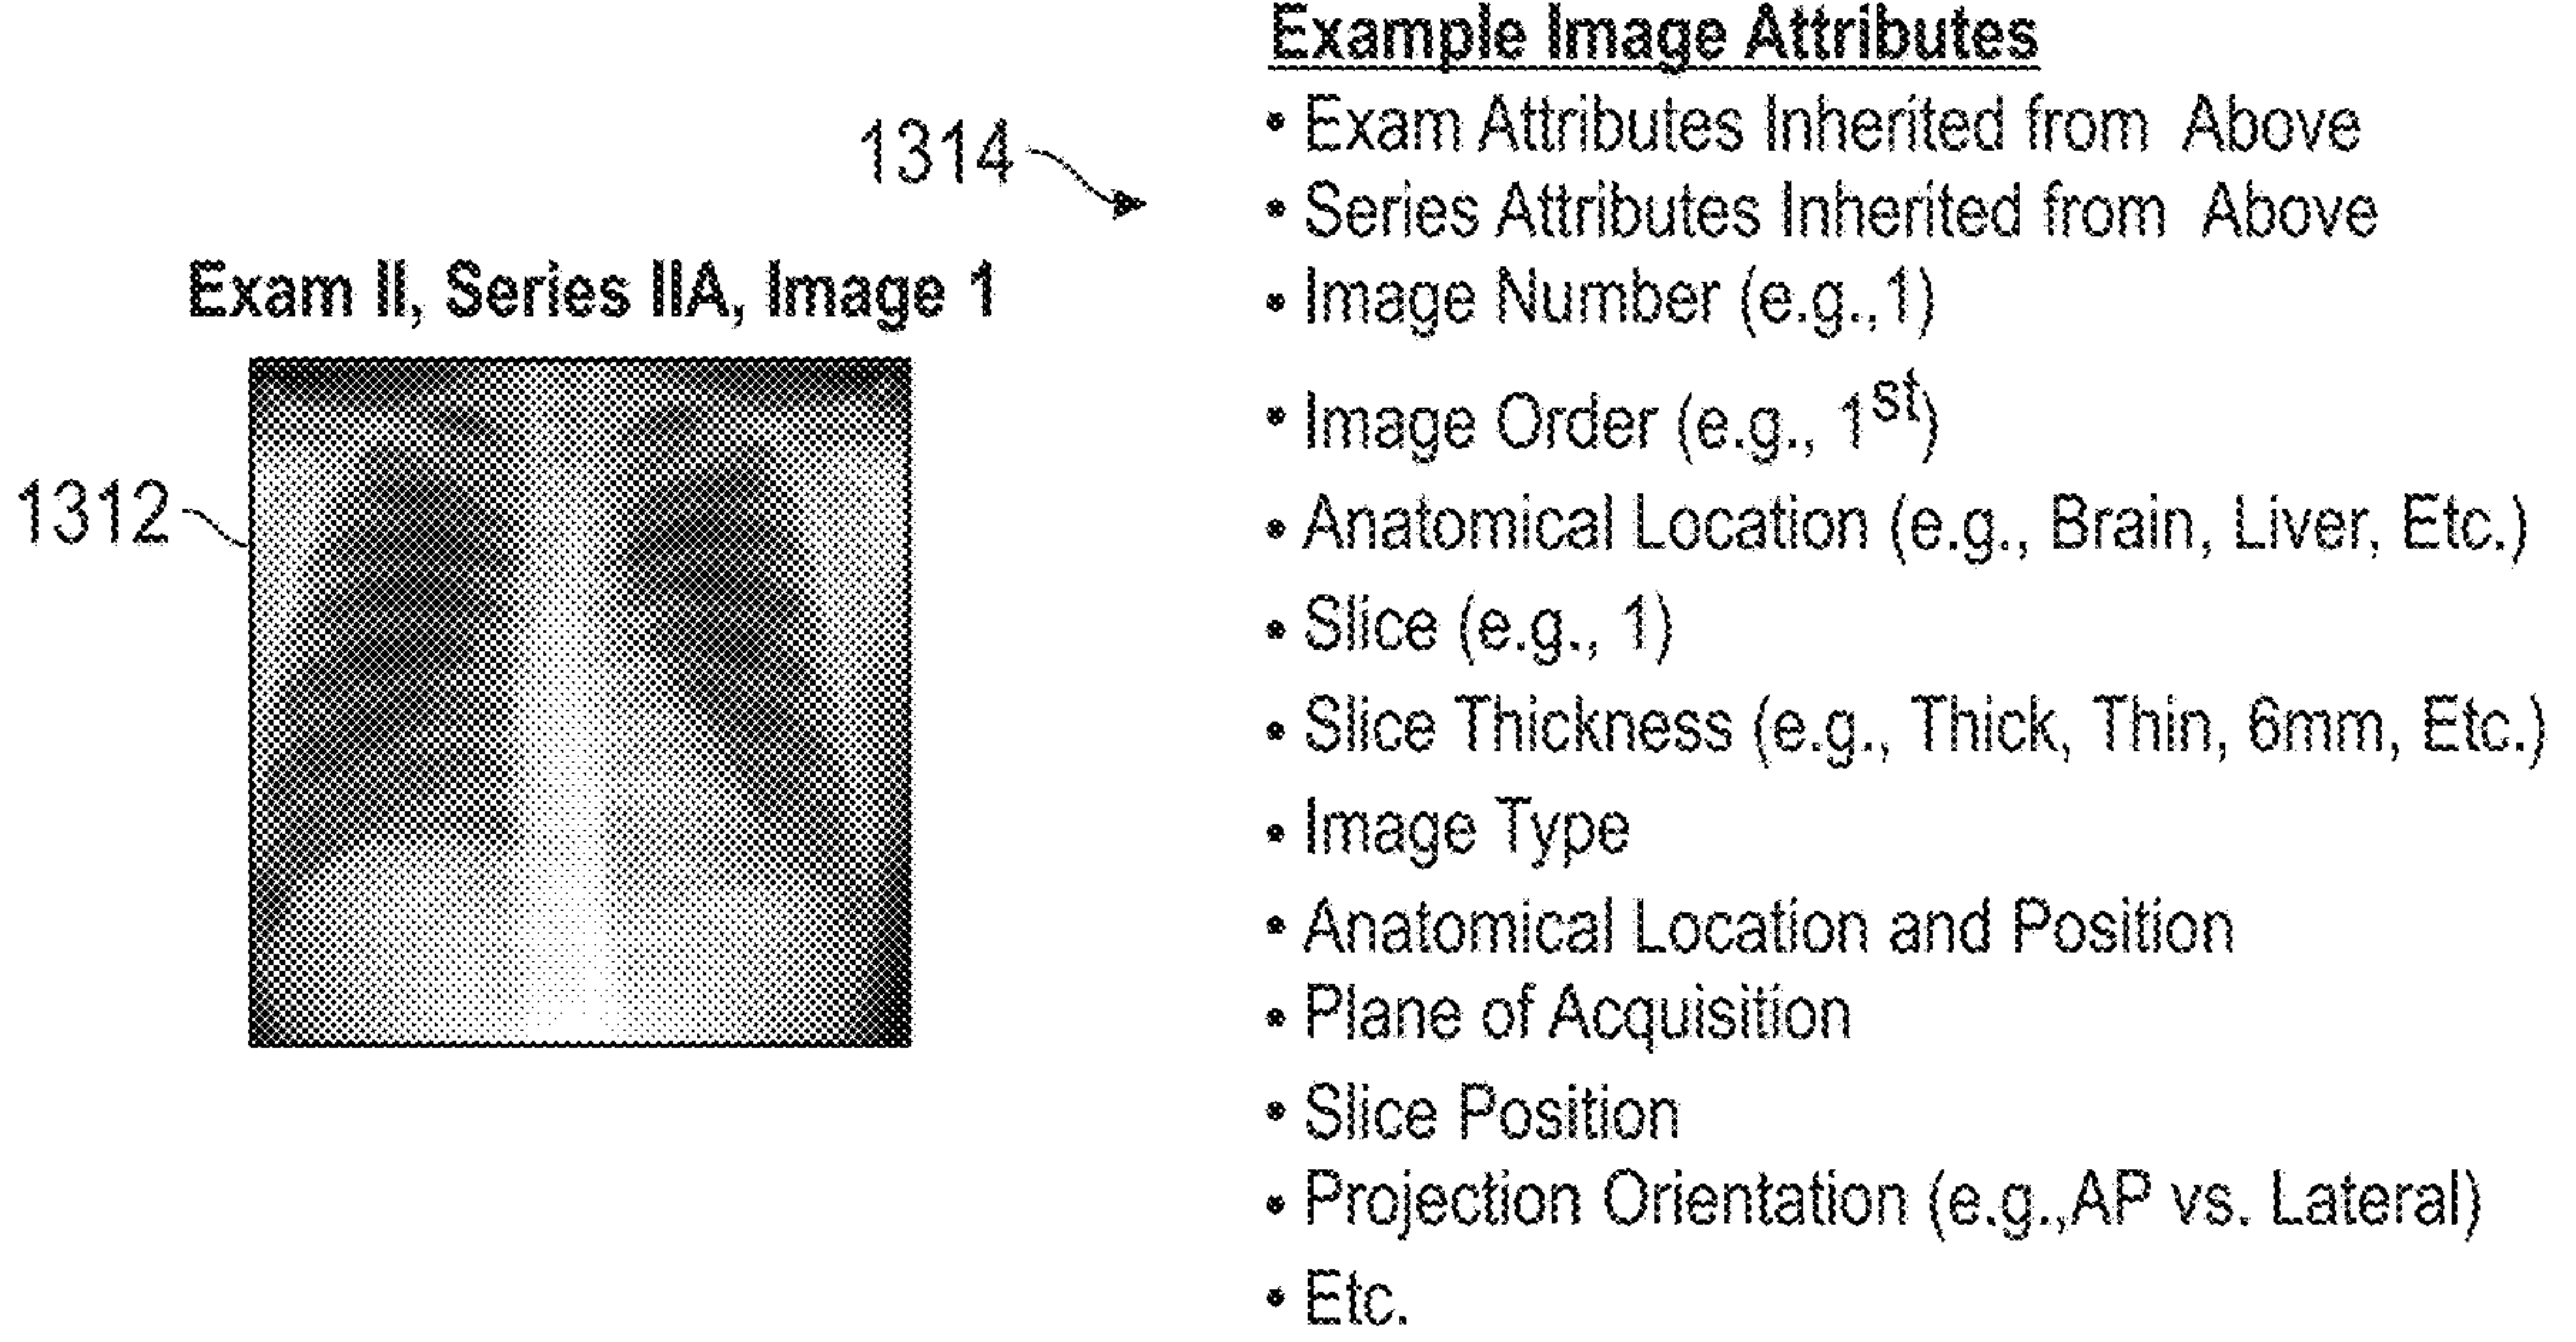 1314
Exam II, Series IIA, Image 1
1312
Example Image Attributes
• Exam Attributes Inherited from Above
• Series Attributes Inherited from Above
• Image Number (e.g.,1)
• Image Order (e.g., 1st)
• Anatomical Location (e.g., Brain, Liver, Etc.)
• Slice (e.g., 1)
• Slice Thickness (e.g., Thick, Thin, 6mm, Etc.)
• Image Type
• Anatomical Location and Position
• Plane of Acquisition
• Slice Position
• Projection Orientation (e.g.,AP vs. Lateral)
• Etc.